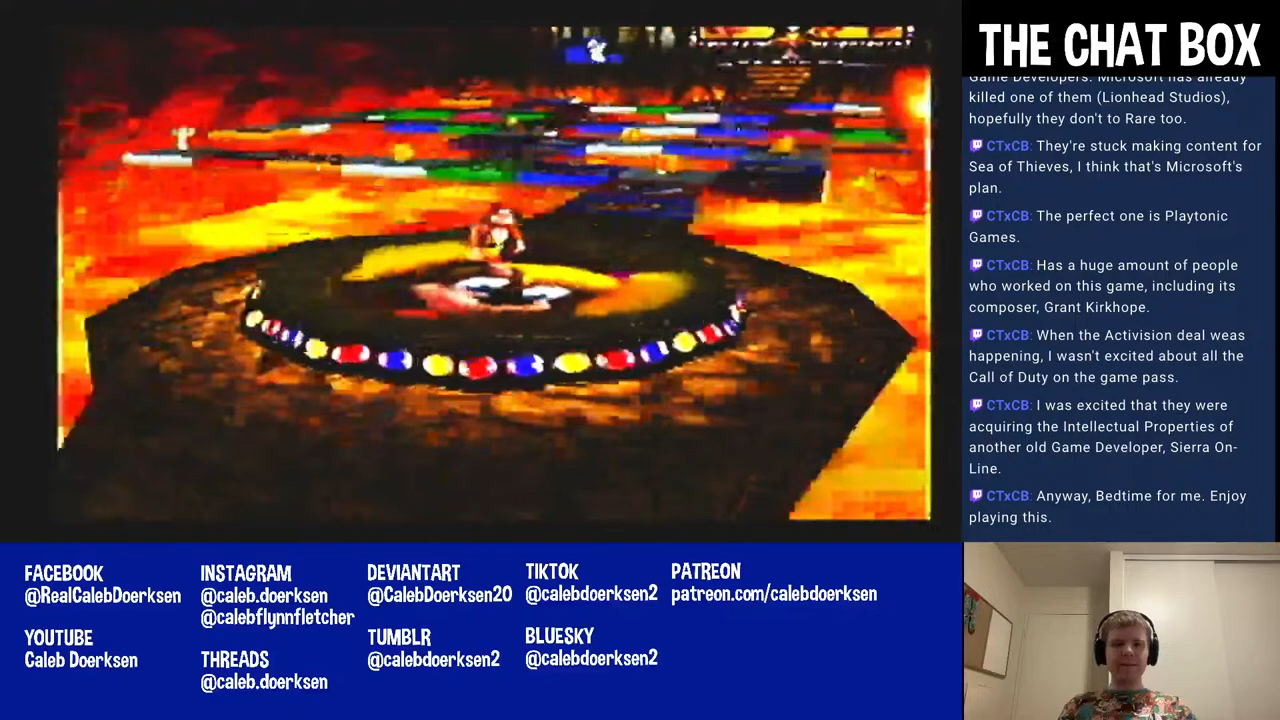 THE CHAT BOX
Game Developers. Microsoft has already
killed one of them (Lionhead Studios),
hopefully they don't to Rare too.
CTxCB: They're stuck making content for
Sea of Thieves, I think that's Microsoft's
plan.
CTxCB: The perfect one is Playtonic
Games.
CTxCB: Has a huge amount of people
who worked on this game, including its
composer, Grant Kirkhope.
CTxCB: When the Activision deal weas
happening, I wasn't excited about all the
Call of Duty on the game pass.
CTxCB: I was excited that they were
acquiring the Intellectual Properties of
another old Game Developer, Sierra On-
Line.
CTxCB: Anyway, Bedtime for me. Enjoy
playing this.
FACEBOOK
@RealCalebDoerksen
YOUTUBE
Caleb Doerksen
INSTAGRAM
@caleb.doerksen
@calebflynnfletcher
THREADS
@caleb.doerksen
DEVIANTART
@CalebDoerksen20
TUMBLR
@calebdoerksen2
TIKTOK
@calebdoerksen2
BLUESKY
@calebdoerksen2
PATREON
patreon.com/calebdoerksen